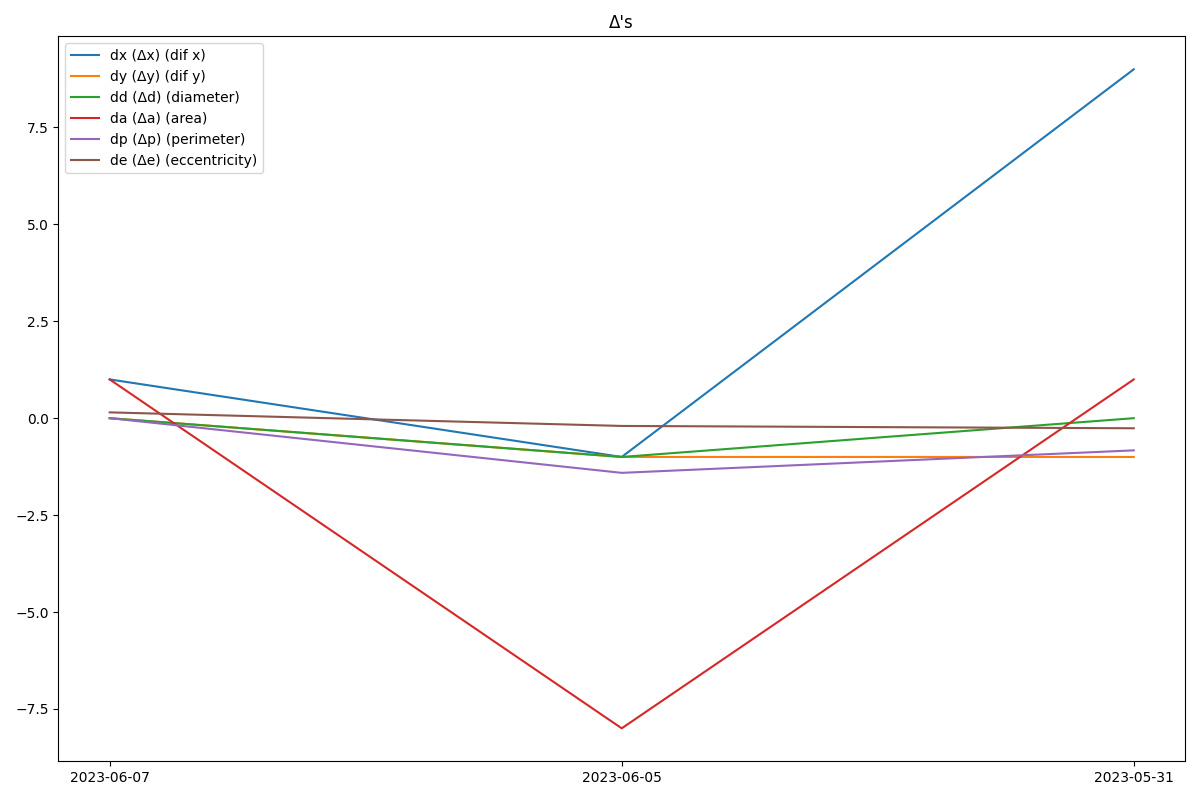 Δ's
dx (Δx) (dif x)
dy (Δy) (dif y)
dd (Δd) (diameter)
da (Δa) (area)
dp (Δp) (perimeter)
de (Δe) (eccentricity)
7.5
5.0
2.5
0.0
−2.5
−5.0
−7.5
2023-06-07 2023-06-05 2023-05-31